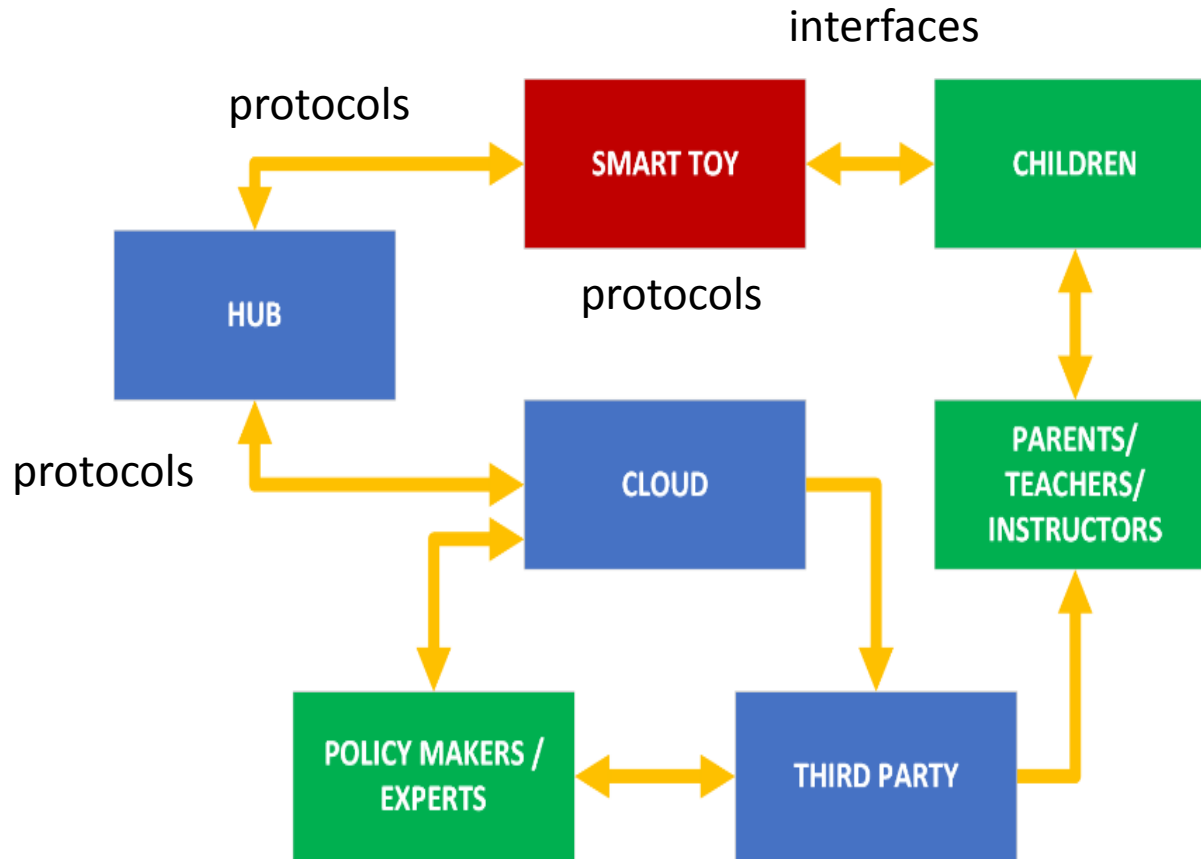 interfaces
protocols
SMART TOY
CHILDREN
HUB
protocols
protocols
CLOUD
PARENTS/
TEACHERS/
INSTRUCTORS
POLICY MAKERS /
EXPERTS
THIRD PARTY